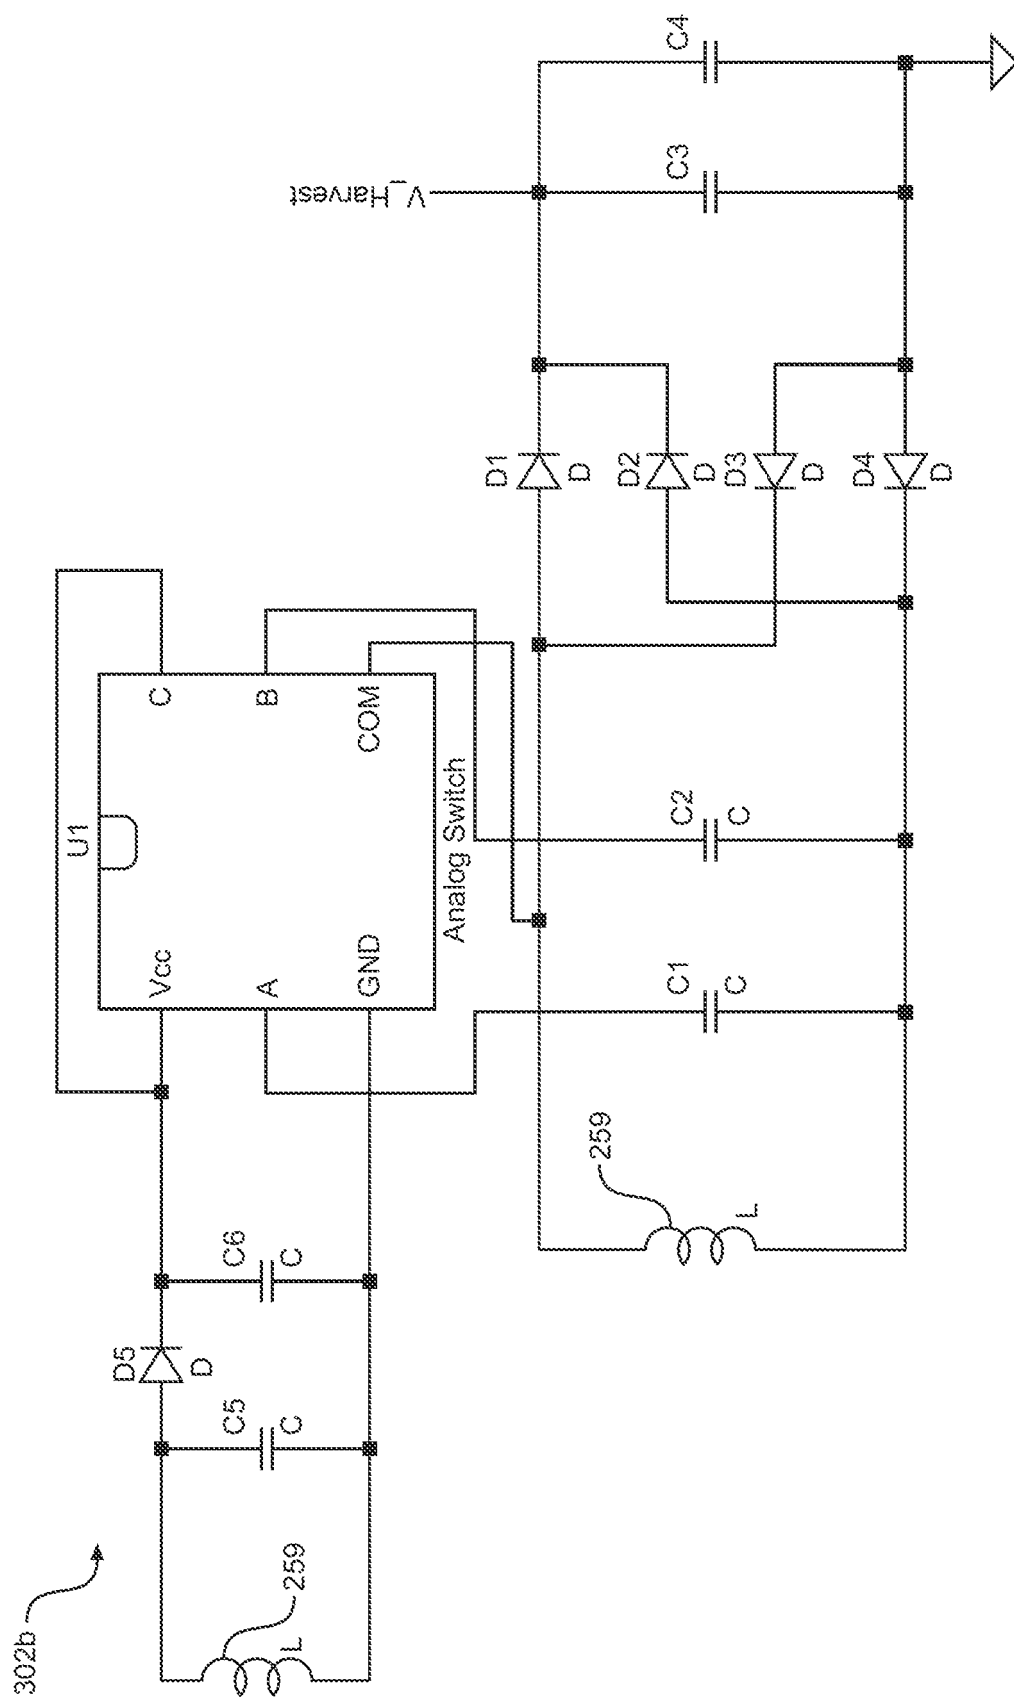 302b
259
L
C5
C
D5
D
C6
C
U1
Vcc
C
A
B
GND
COM
Analog Switch
259
L
C1
C
C2
C
D1
D
D2
D
D3
D
D4
D
V_Harvest
C3
C4